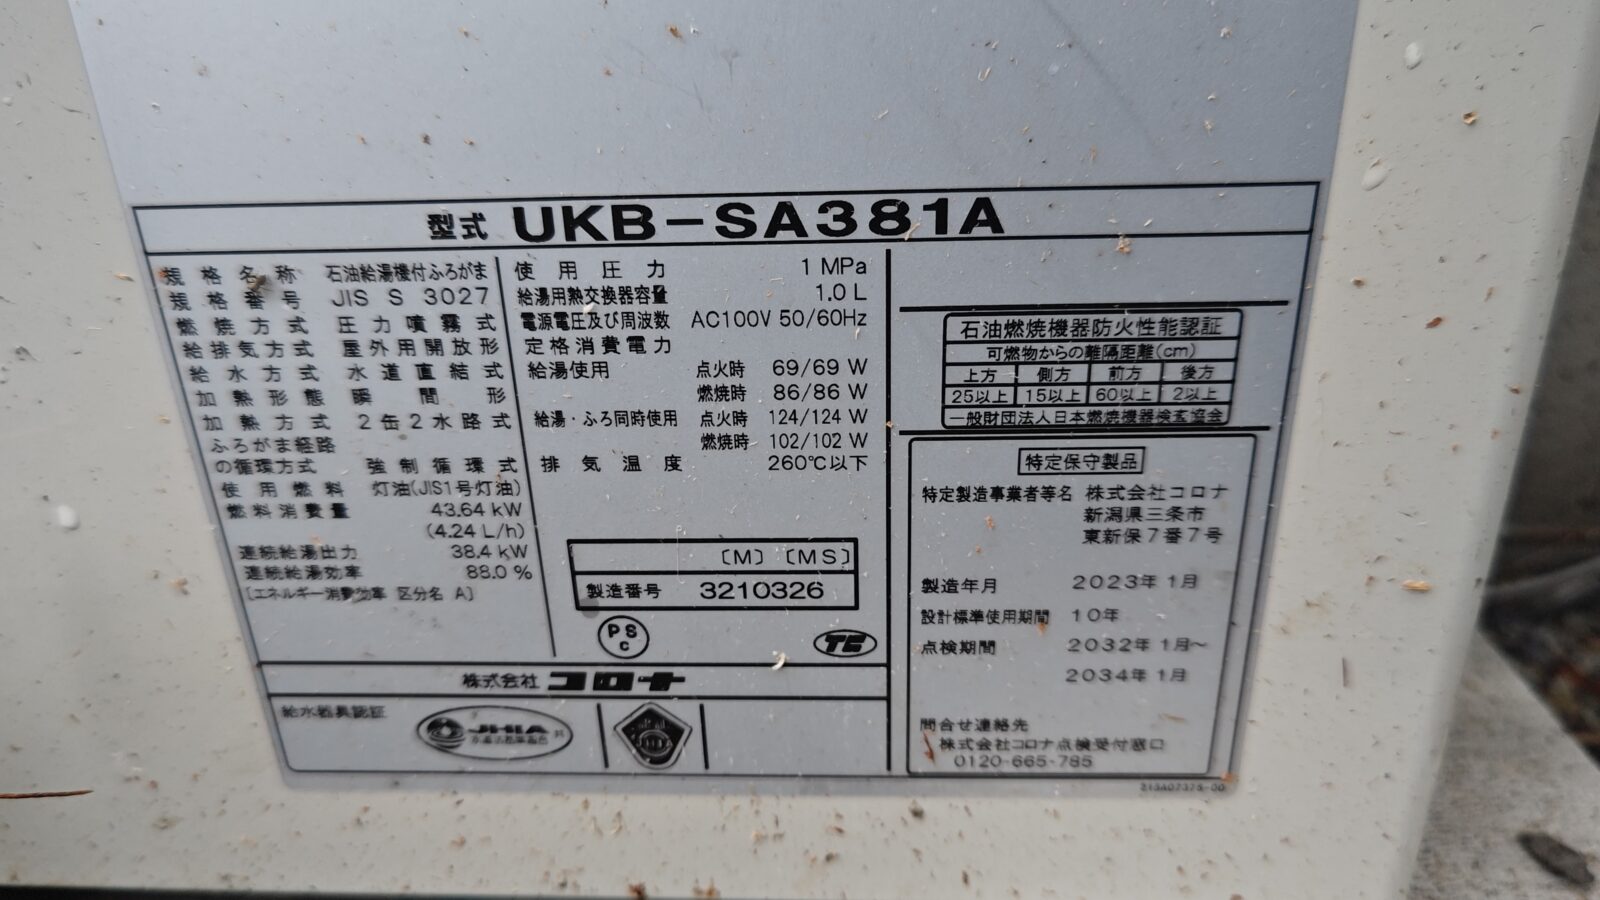 型式 UKB-SA381A
規格名称 石油給湯機付ふろがま
規格番号 JIS S 3027
燃焼方式 圧力噴霧式
給排気方式 屋外用開放形
給水方式 水道直結式
加熱形態 瞬間形
加熱方式 2缶2水路式
ふろがま経路
の循環方式 強制循環式
使用燃料 灯油(JIS1号灯油)
燃料消費量 43.64 kW
(4.24 L/h)
連続給湯出力 38.4 kW
連続給湯効率 88.0 %
[エネルギー消費効率 区分名 A]
使用圧力 1 MPa
給湯用熱交換器容量 1.0 L
電源電圧及び周波数 AC100V 50/60Hz
定格消費電力
給湯使用 点火時 69/69 W
燃焼時 86/86 W
給湯・ふろ同時使用 点火時 124/124 W
燃焼時 102/102 W
排気温度 260℃以下
〔M〕〔MS〕
製造番号 3210326
PS
C
株式会社 コロナ
給水器具認証
JHIA
石油燃焼機器防火性能認証
可燃物からの離隔距離(cm)
上方 側方 前方 後方
25以上 15以上 60以上 2以上
一般財団法人日本燃焼機器検査協会
特定保守製品
特定製造事業者等名 株式会社コロナ
新潟県三条市
東新保7番7号
製造年月 2023年 1月
設計標準使用期間 10年
点検期間 2032年 1月~
2034年 1月
問合せ連絡先
株式会社コロナ点検受付窓口
0120-665-785